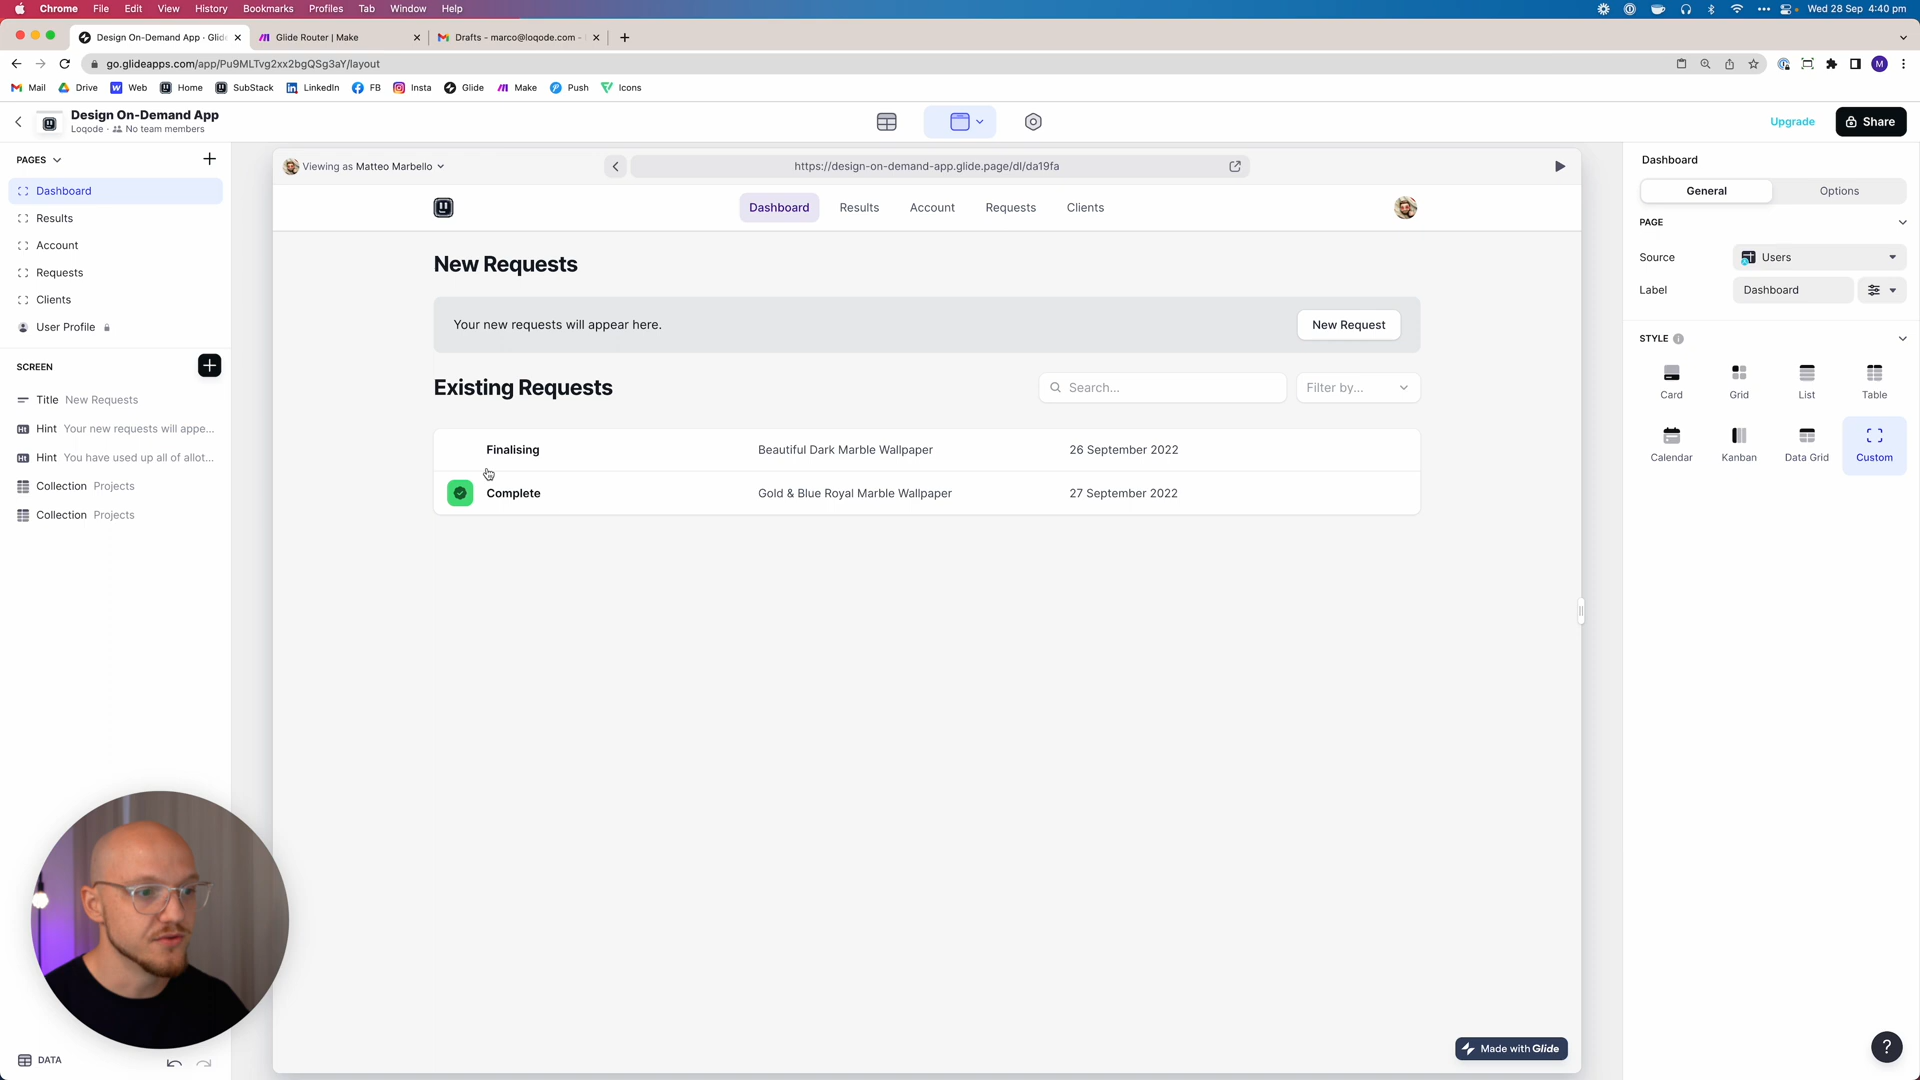 Chrome File Edit View History Bookmarks Profiles Tab Window Help Wed 28 Sep 4:40 pm
Design On-Demand App · Glid Glide Router | Make Drafts - marco@loqode.com -
go.glideapps.com/app/Pu9MLTvg2xx2bgQSg3aY/layout M
Mail Drive Web Home SubStack LinkedIn FB Insta Glide Make Push Icons
Design On-Demand App
Loqode · No team members
Upgrade Share
PAGES
Dashboard
Results
Account
Requests
Clients
User Profile
SCREEN
Title New Requests
Hint Your new requests will appe...
Hint You have used up all of allot...
Collection Projects
Collection Projects
DATA
Viewing as Matteo Marbello https://design-on-demand-app.glide.page/dl/da19fa
Dashboard Results Account Requests Clients
New Requests
Your new requests will appear here. New Request
Existing Requests Search... Filter by...
Finalising Beautiful Dark Marble Wallpaper 26 September 2022
Complete Gold & Blue Royal Marble Wallpaper 27 September 2022
Made with Glide
Dashboard
General Options
PAGE
Source Users
Label Dashboard
STYLE
Card Grid List Table
Calendar Kanban Data Grid Custom
?